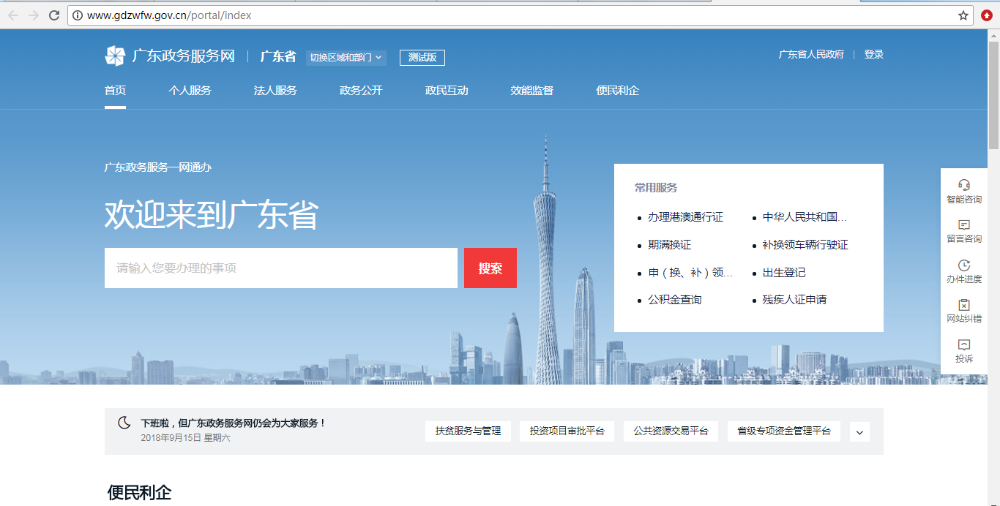 www.gdzwfw.gov.cn/portal/index
广东政务服务网 广东省 切换区域和部门 测试版 广东省人民政府 登录
首页 个人服务 法人服务 政务公开 政民互动 效能监督 便民利企
广东政务服务一网通办
欢迎来到广东省
请输入您要办理的事项 搜索
常用服务
办理港澳通行证 中华人民共和国...
期满换证 补换领车辆行驶证
申（换、补）领... 出生登记
公积金查询 残疾人证申请
智能咨询
留言咨询
办件进度
网站纠错
投诉
下班啦，但广东政务服务网仍会为大家服务！
2018年9月15日 星期六
扶贫服务与管理 投资项目审批平台 公共资源交易平台 省级专项资金管理平台
便民利企